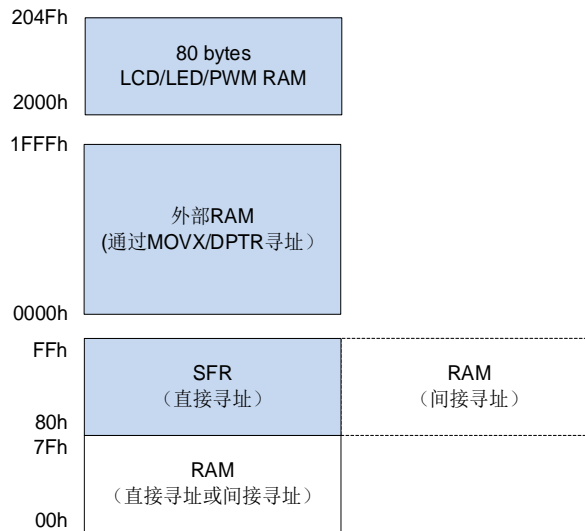 204Fh
80 bytes
LCD/LED/PWM RAM
2000h
1FFFh
外部RAM
(通过MOVX/DPTR寻址）
0000h
FFh
SFR
（直接寻址）
RAM
（间接寻址）
80h
7Fh
RAM
（直接寻址或间接寻址）
00h